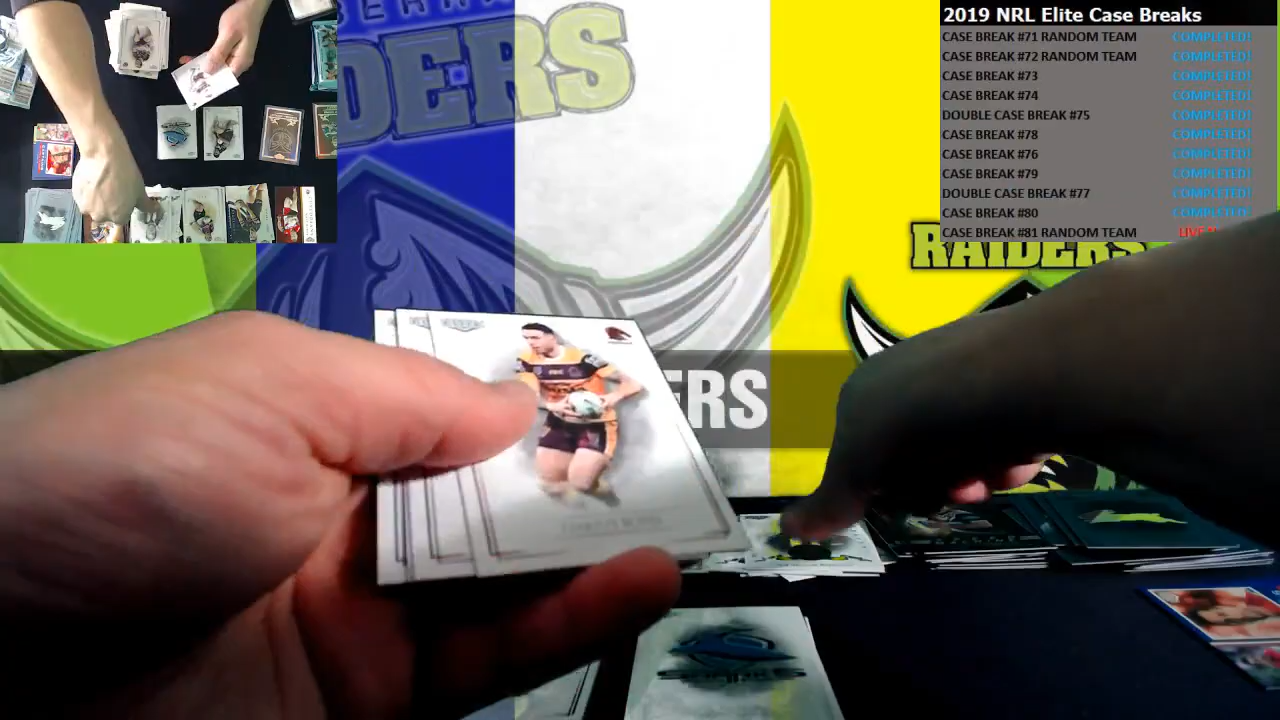 2019 NRL Elite Case Breaks
CASE BREAK #71 RANDOM TEAM COMPLETED!
CASE BREAK #72 RANDOM TEAM COMPLETED!
CASE BREAK #73 COMPLETED!
CASE BREAK #74 COMPLETED!
DOUBLE CASE BREAK #75 COMPLETED!
CASE BREAK #78 COMPLETED!
CASE BREAK #76 COMPLETED!
CASE BREAK #79 COMPLETED!
DOUBLE CASE BREAK #77 COMPLETED!
CASE BREAK #80 COMPLETED!
CASE BREAK #81 RANDOM TEAM LIVE
DERS
RAIDERS
ERS